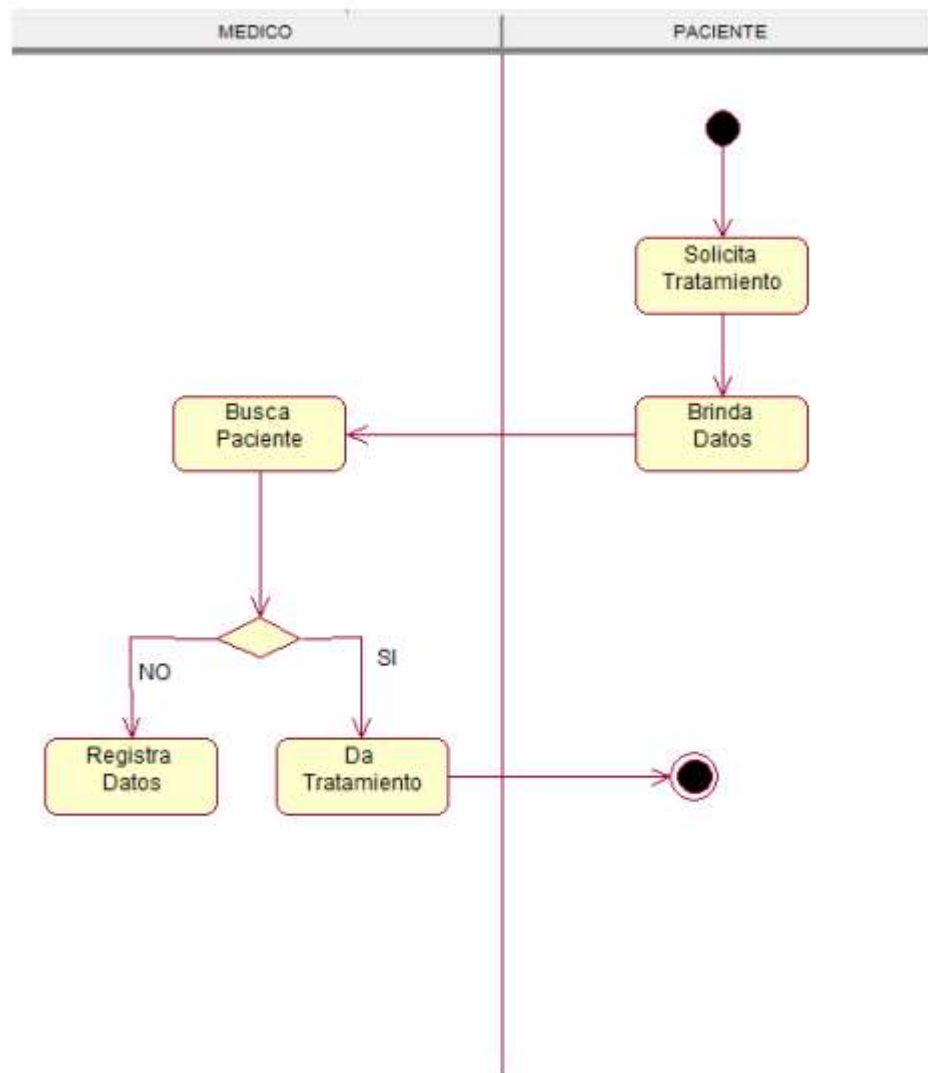 MEDICO
PACIENTE
Solicita
Tratamiento
Brinda
Datos
Busca
Paciente
NO
SI
Registra
Datos
Da
Tratamiento